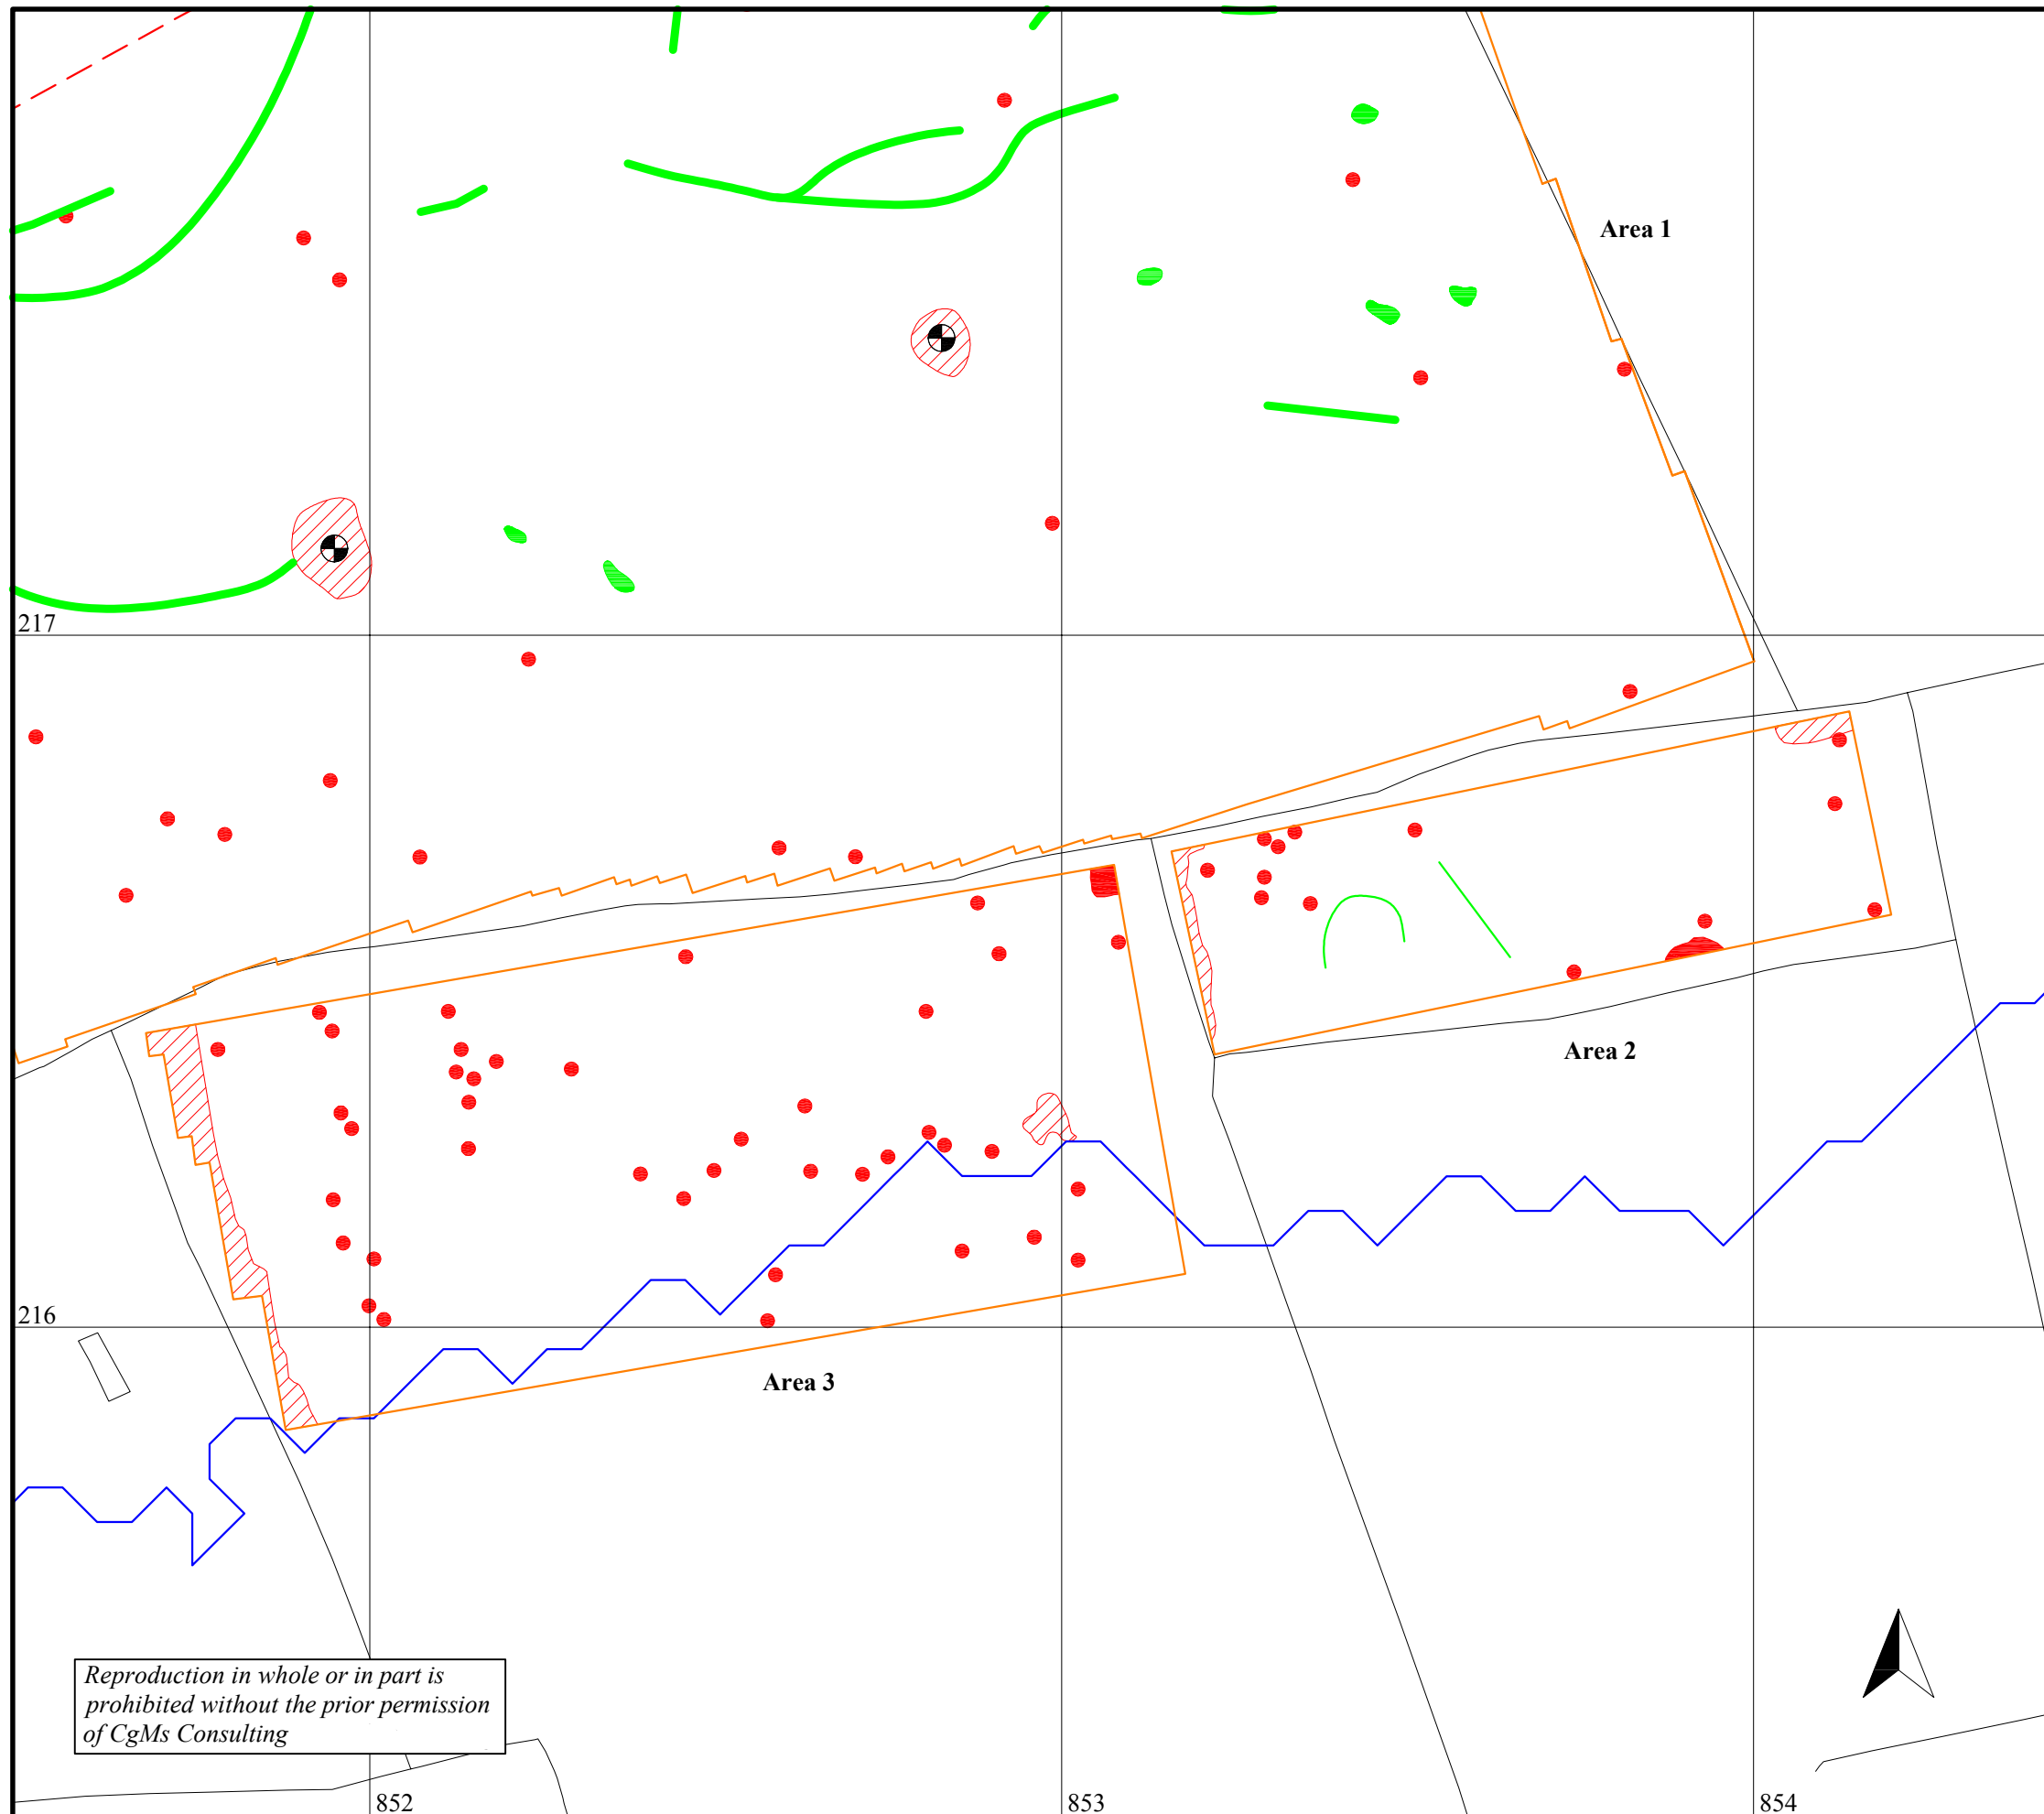 Area 1
217
Area 2
216
Area 3
Reproduction in whole or in part is
prohibited without the prior permission
of CgMs Consulting
852
853
854